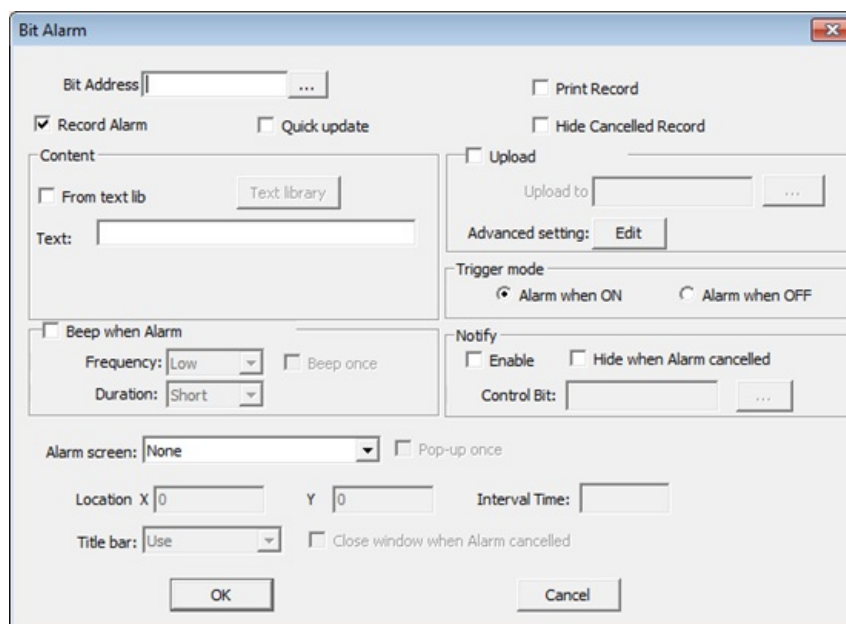 Bit Alarm
Bit Address ...
Print Record
Record Alarm Quick update Hide Cancelled Record
Content
Upload
From text lib Text library
Upload to ...
Text:
Advanced setting: Edit
Trigger mode
Alarm when ON Alarm when OFF
Beep when Alarm
Notify
Frequency: Low Beep once
Enable Hide when Alarm cancelled
Duration: Short
Control Bit: ...
Alarm screen: None Pop-up once
Location X 0 Y 0 Interval Time:
Title bar: Use Close window when Alarm cancelled
OK Cancel